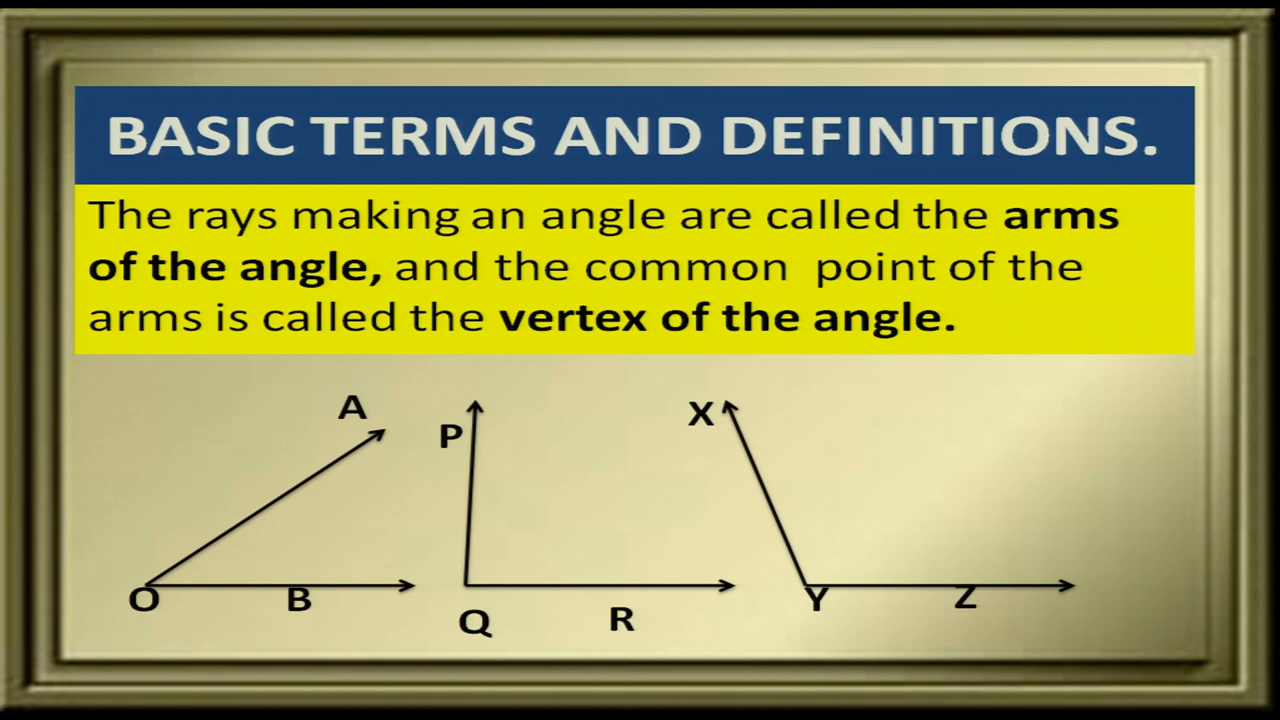 BASIC TERMS AND DEFINITIONS.
The rays making an angle are called the arms
of the angle, and the common point of the
arms is called the vertex of the angle.
A
P
X
O
B
Q
R
Y
Z